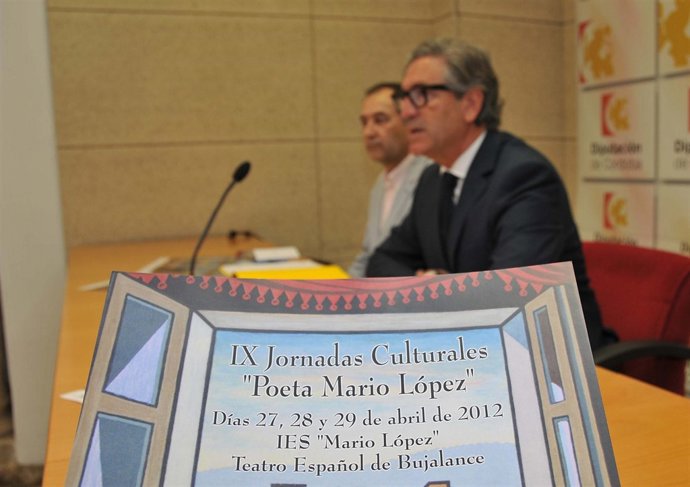 Diputación
de Córdoba
Diputación
IX Jornadas Culturales
"Poeta Mario López"
Días 27, 28 y 29 de abril de 2012
IES "Mario López"
Teatro Español de Bujalance